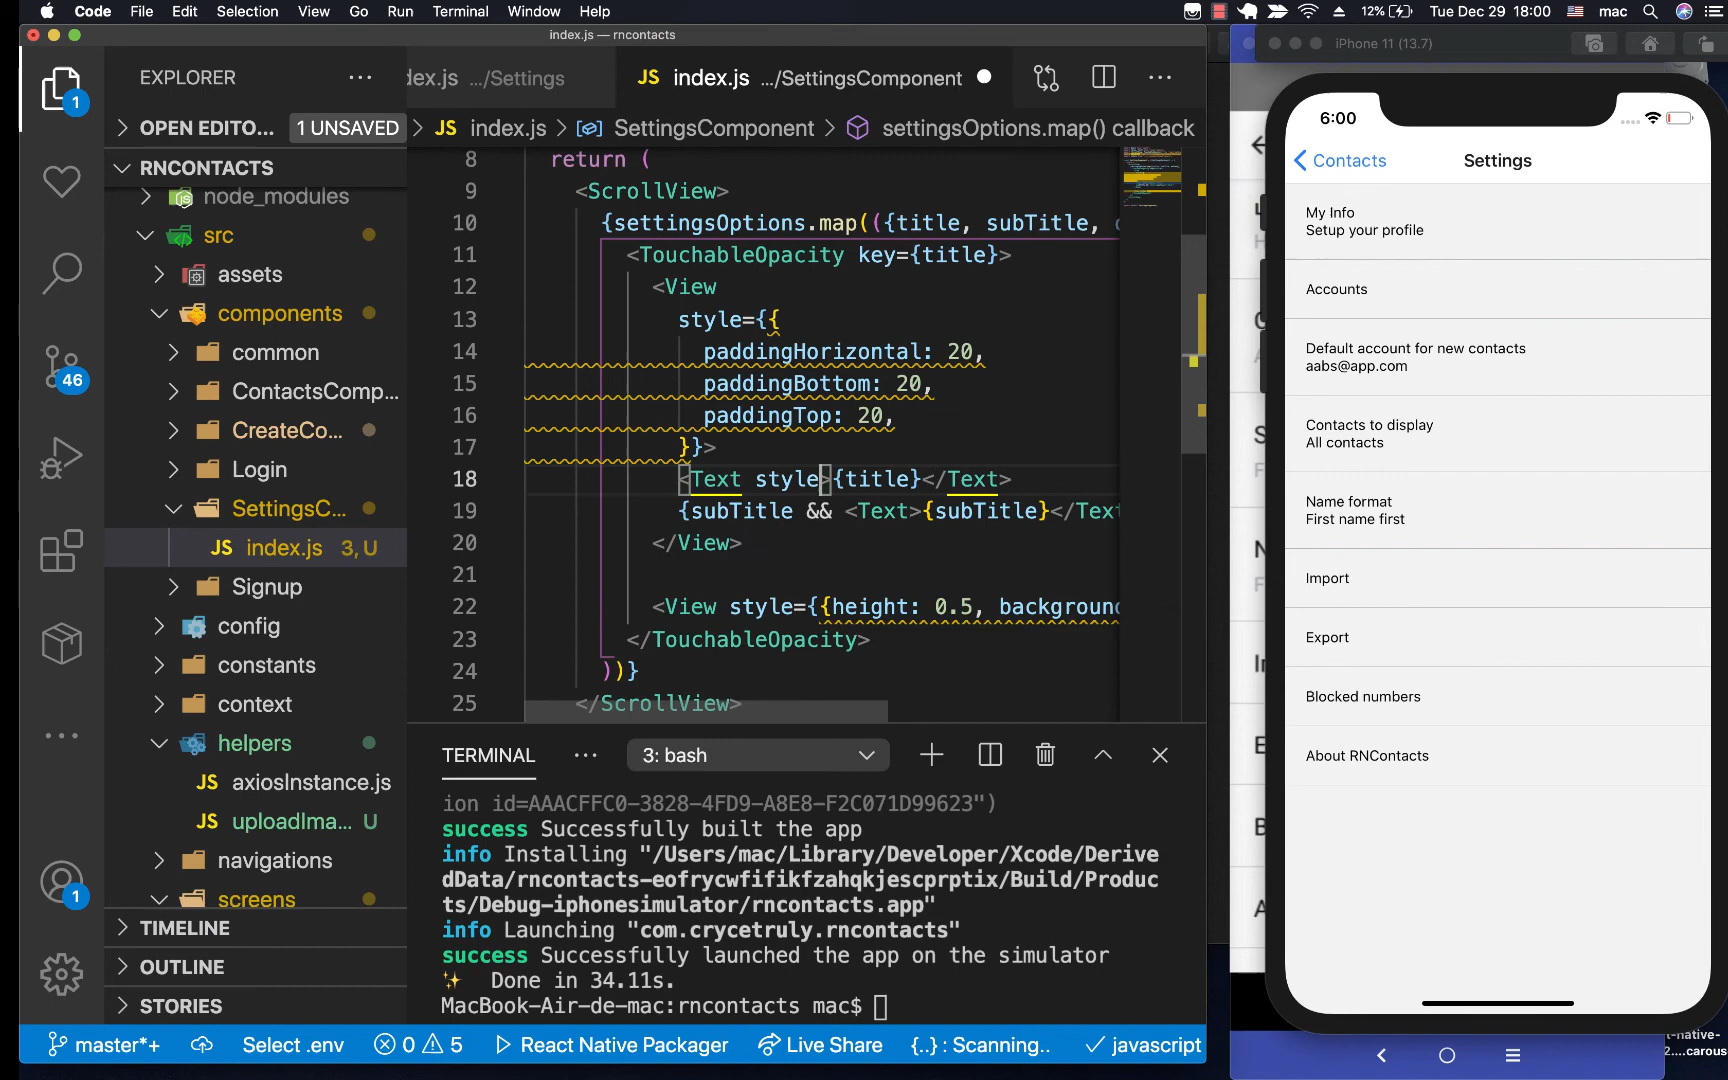 Code File Edit Selection View Go Run Terminal Window Help 12% Tue Dec 29 18:00 mac
index.js — rncontacts
iPhone 11 (13.7)
EXPLORER
dex.js .../Settings
JS index.js .../SettingsComponent
OPEN EDITO... 1 UNSAVED
JS index.js > SettingsComponent > settingsOptions.map() callback
RNCONTACTS
node_modules
src
assets
components
common
ContactsComp...
CreateCo...
Login
SettingsC...
JS index.js 3, U
Signup
config
constants
context
helpers
JS axiosInstance.js
JS uploadIma... U
navigations
screens
TIMELINE
OUTLINE
STORIES
1
46
1
8 return (
9 <ScrollView>
10 {settingsOptions.map(({title, subTitle,
11 <TouchableOpacity key={title}>
12 <View
13 style={{
14 paddingHorizontal: 20,
15 paddingBottom: 20,
16 paddingTop: 20,
17 }}>
18 <Text style>{title}</Text>
19 {subTitle && <Text>{subTitle}</Text
20 </View>
21
22 <View style={{height: 0.5, background
23 </TouchableOpacity>
24 ))}
25 </ScrollView>
TERMINAL 3: bash
ion id=AAACFFC0-3828-4FD9-A8E8-F2C071D99623")
success Successfully built the app
info Installing "/Users/mac/Library/Developer/Xcode/Derive
dData/rncontacts-eofrycwfifikfzahqkjescprptix/Build/Produc
ts/Debug-iphonesimulator/rncontacts.app"
info Launching "com.crycetruly.rncontacts"
success Successfully launched the app on the simulator
✨ Done in 34.11s.
MacBook-Air-de-mac:rncontacts mac$
master*+ Select .env 0 5 React Native Packager Live Share {..} : Scanning.. javascript
6:00
Contacts Settings
My Info
Setup your profile
Accounts
Default account for new contacts
aabs@app.com
Contacts to display
All contacts
Name format
First name first
Import
Export
Blocked numbers
About RNContacts
t-native-
2....carous